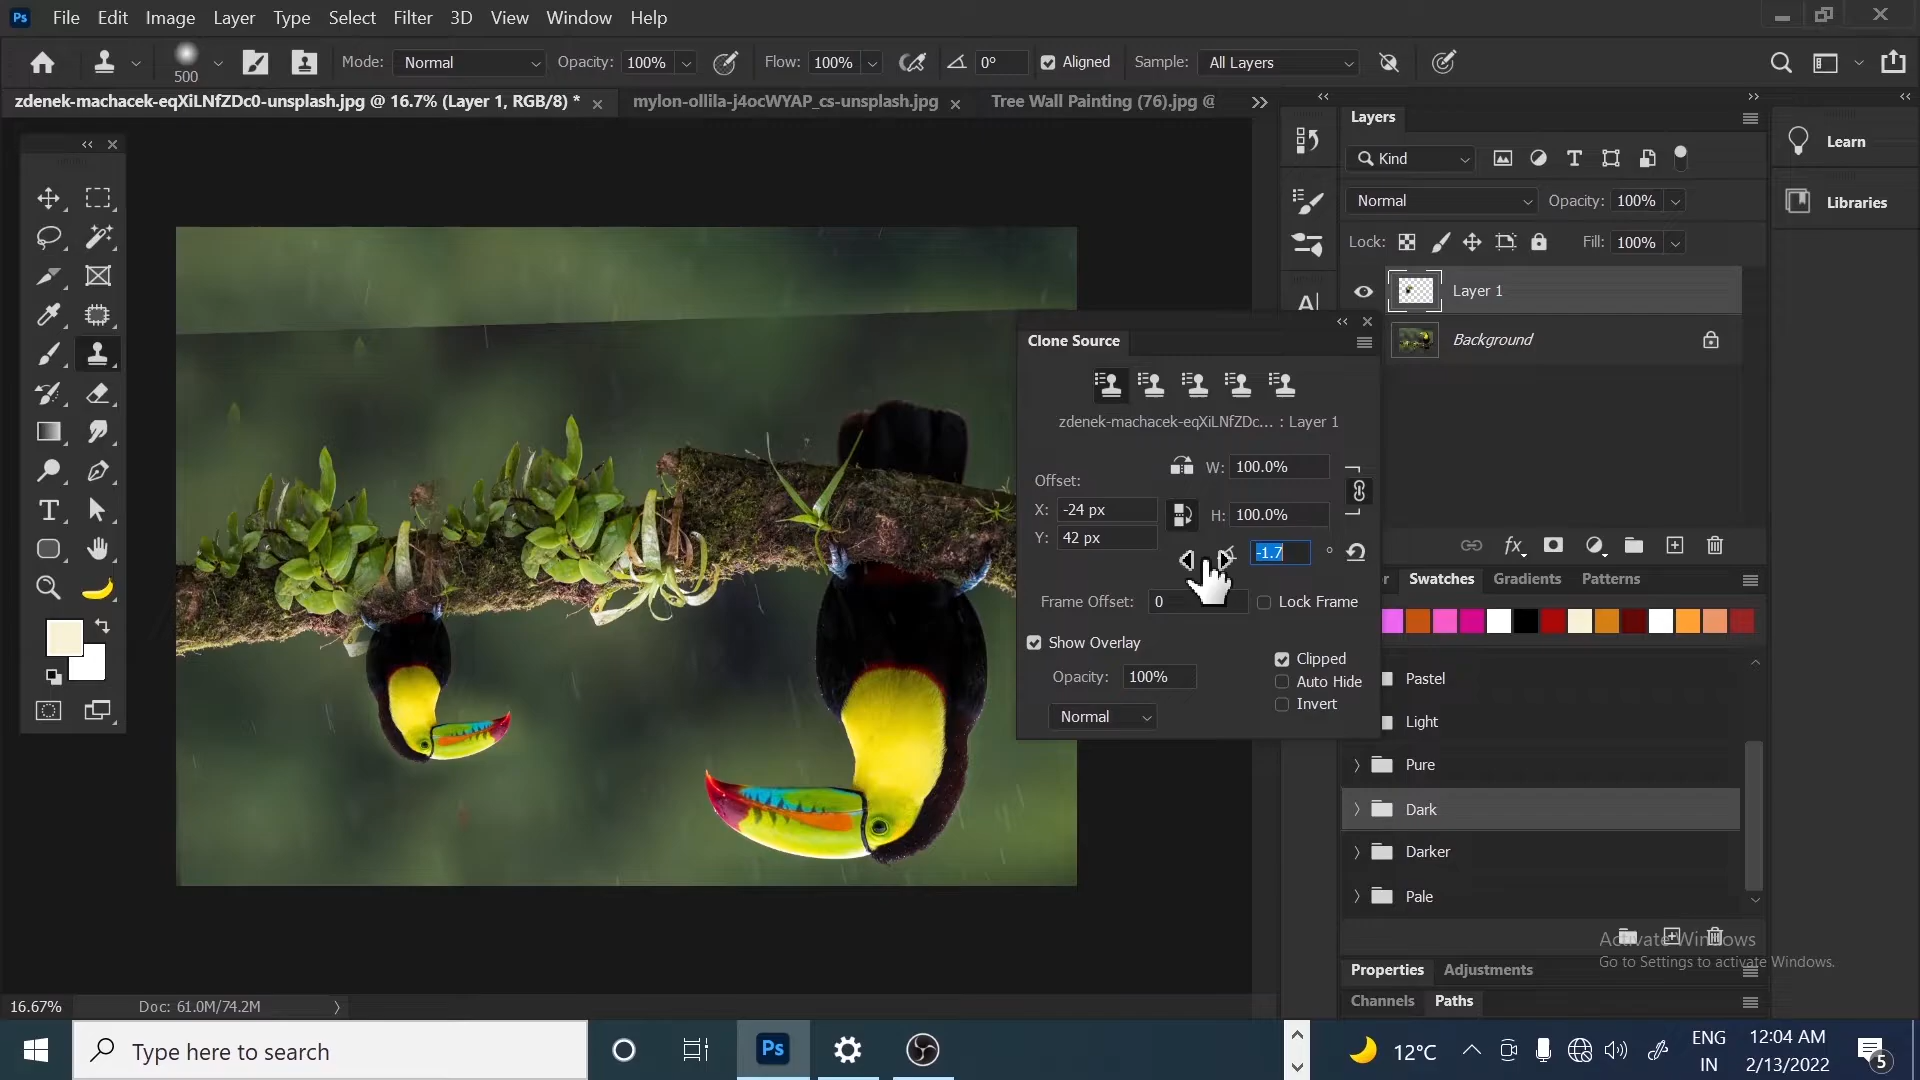 Ps File Edit Image Layer Type Select Filter 3D View Window Help
500 Mode: Normal Opacity: 100% Flow: 100% 0° Aligned Sample: All Layers
zdenek-machacek-eqXiLNfZDc0-unsplash.jpg @ 16.7% (Layer 1, RGB/8) * mylon-ollila-j4ocWYAP_cs-unsplash.jpg Tree Wall Painting (76).jpg @
Layers
Learn
Kind
Normal Opacity: 100%
Libraries
Lock: Fill: 100%
Layer 1
Background
Clone Source
zdenek-machacek-eqXiLNfZDc... : Layer 1
W: 100.0%
Offset:
X: -24 px
H: 100.0%
Y: 42 px
-1.7 °
Frame Offset: 0 Lock Frame
Show Overlay
Clipped
Opacity: 100%
Auto Hide
Invert
Normal
r Swatches Gradients Patterns
Pastel
Light
Pure
Dark
Darker
Pale
Activate Windows
Go to Settings to activate Windows.
Properties Adjustments
Channels Paths
16.67% Doc: 61.0M/74.2M
Type here to search
Ps
12°C
ENG
IN
12:04 AM
2/13/2022
5